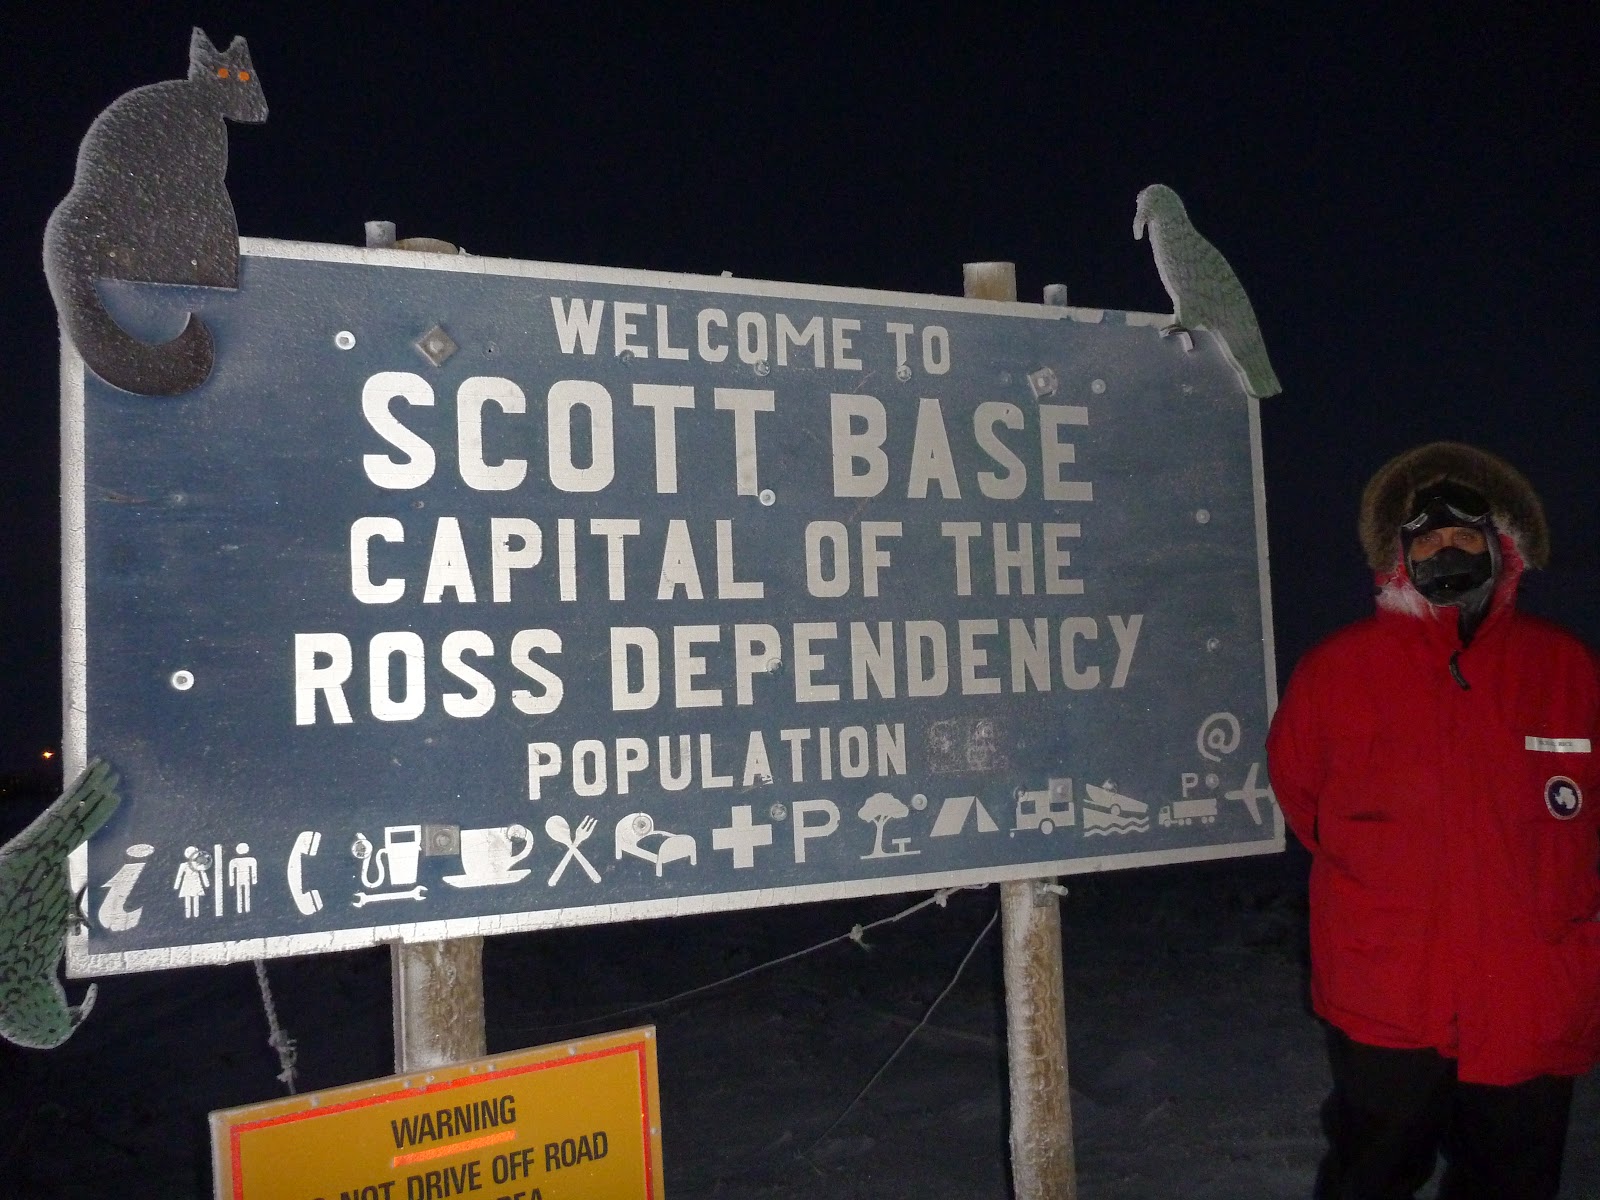 WELCOME TO
SCOTT BASE
CAPITAL OF THE
ROSS DEPENDENCY
POPULATION
@
P
P
i
WARNING
NOT DRIVE OFF ROAD